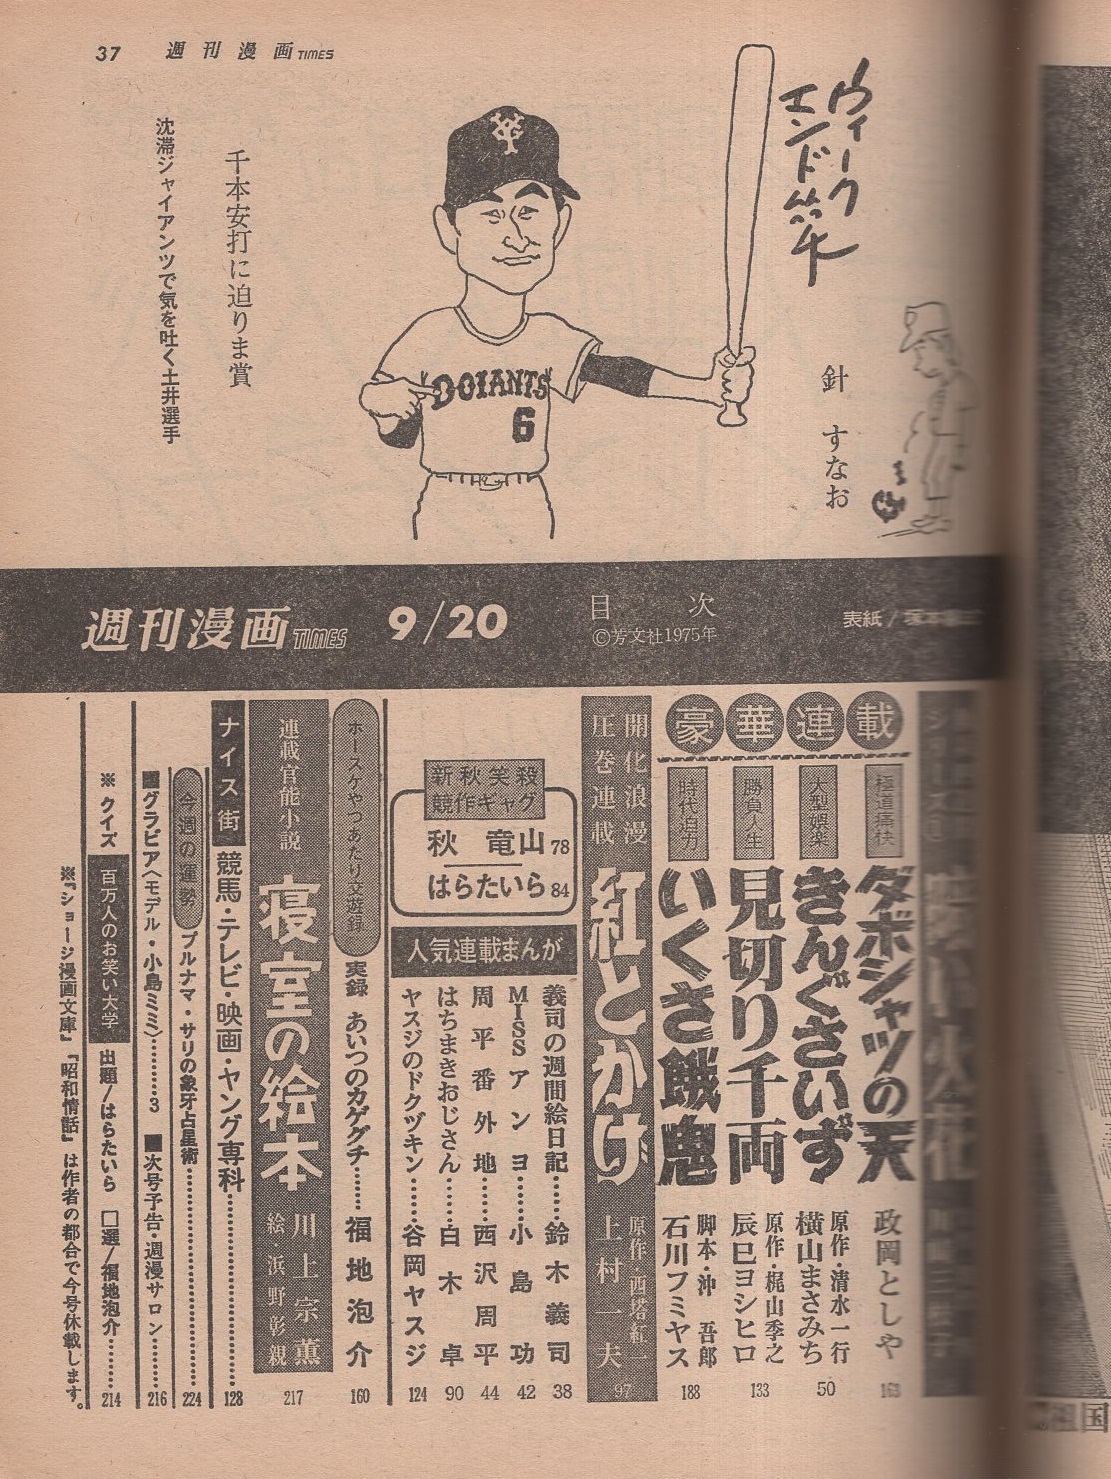 37 週刊漫画TIMES
ウィーク
エンド賞
針 すなお
千本安打に迫りま賞
沈滞ジャイアンツで気を吐く土井選手
GIANTS
6
週刊漫画TIMES 9/20
目次
©芳文社1975年
表紙/塚本
豪華連載
極道痛快 ダボシャツの天 政岡としや 163
大型娯楽 きんぐさいず 原作・清水一行 横山まさみち 50
勝負人生 見切り千両 原作・梶山季之 辰巳ヨシヒロ 133
時代迫力 いくさ餓鬼 脚本・沖吾郎 石川フミヤス 188
開化浪漫
圧巻連載
紅とかげ 原作・西塔紅一 上村一夫 97
新秋笑殺
競作ギャグ
秋竜山 78
はらたいら 84
人気連載まんが
義司の週間絵日記……鈴木義司 38
MISSアンヨ……小島功 42
周平番外地……西沢周平 44
はちまきおじさん……白木卓 90
ヤスジのドクヅキン……谷岡ヤスジ 124
ホースケやつあたり交遊録 実録 あいつのカゲグチ……福地泡介 160
連載官能小説 寝室の絵本 川上宗薫 絵 浜野彰親 217
ナイス街 競馬・テレビ・映画・ヤング専科…… 128
今週の運勢 プルナマ・サリの象牙占星術…… 224
■グラビア〈モデル・小島ミミ〉……3 ■次号予告・週漫サロン…… 216
※クイズ 百万人のお笑い大学 出題/はらたいら □選/福地泡介…… 214
※『ショージ漫画文庫』『昭和情話』は作者の都合で今号休載します。
祖国